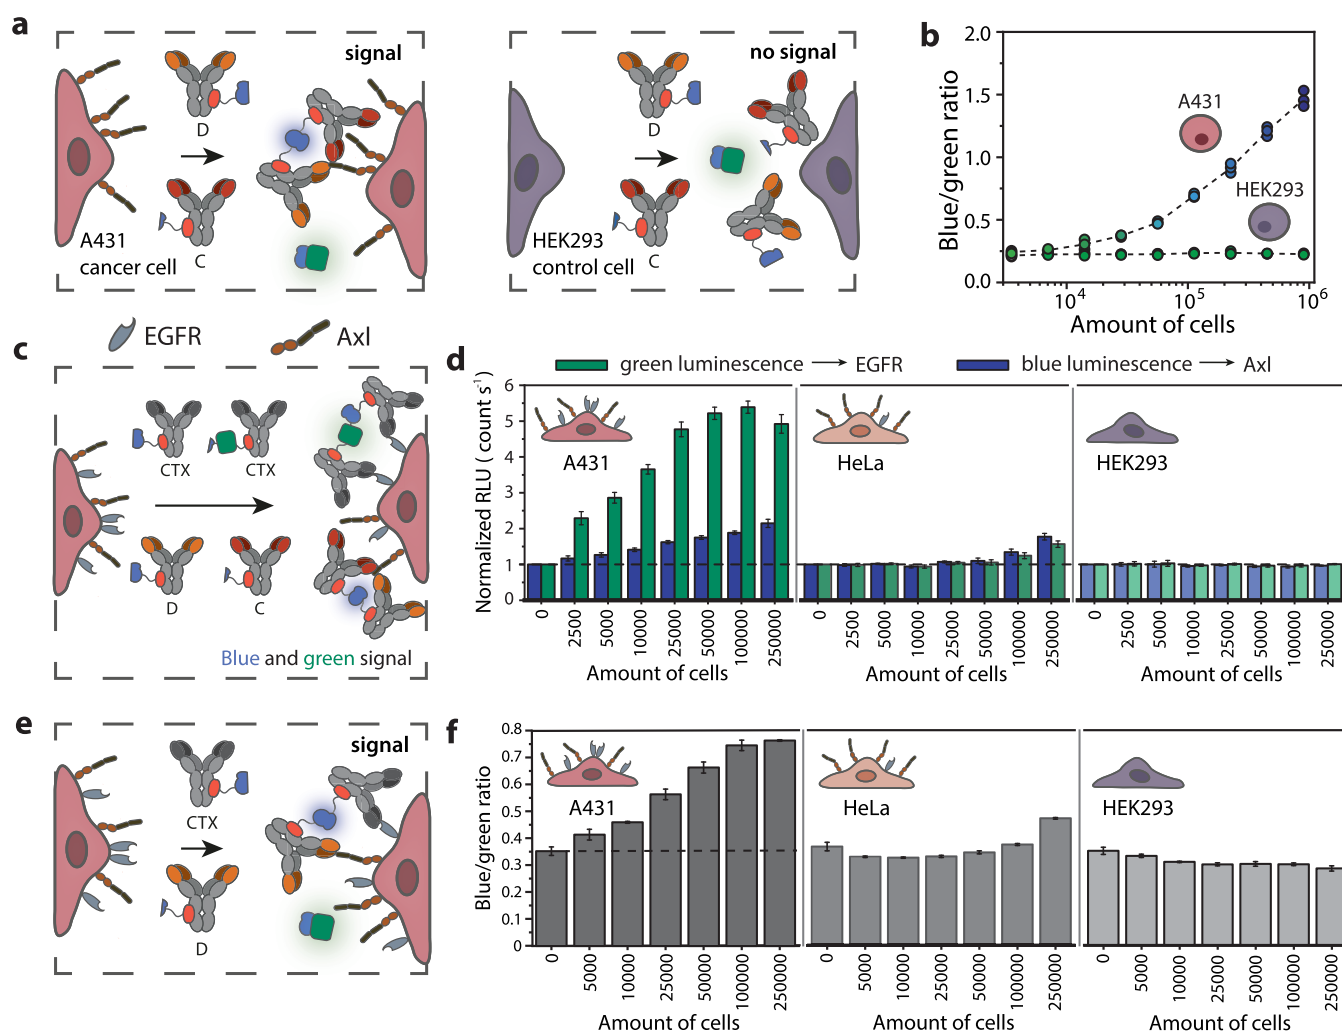 a
signal
D
C
A431
cancer cell
no signal
D
C
HEK293
control cell
b
Blue/green ratio
2.0
1.5
1.0
0.5
0.0
A431
HEK293
10⁴
10⁵
10⁶
Amount of cells
EGFR
Axl
c
CTX
CTX
D
C
Blue and green signal
d
green luminescence → EGFR
blue luminescence → Axl
Normalized RLU ( count s⁻¹)
6
5
4
3
2
1
0
A431
HeLa
HEK293
0 2500 5000 10000 25000 50000 100000 250000
0 2500 5000 10000 25000 50000 100000 250000
0 2500 5000 10000 25000 50000 100000 250000
Amount of cells
Amount of cells
Amount of cells
e
signal
CTX
D
f
Blue/green ratio
0.8
0.7
0.6
0.5
0.4
0.3
0.2
0.1
0
A431
HeLa
HEK293
0 5000 10000 25000 50000 100000 250000
0 5000 10000 25000 50000 100000 250000
0 5000 10000 25000 50000 100000 250000
Amount of cells
Amount of cells
Amount of cells